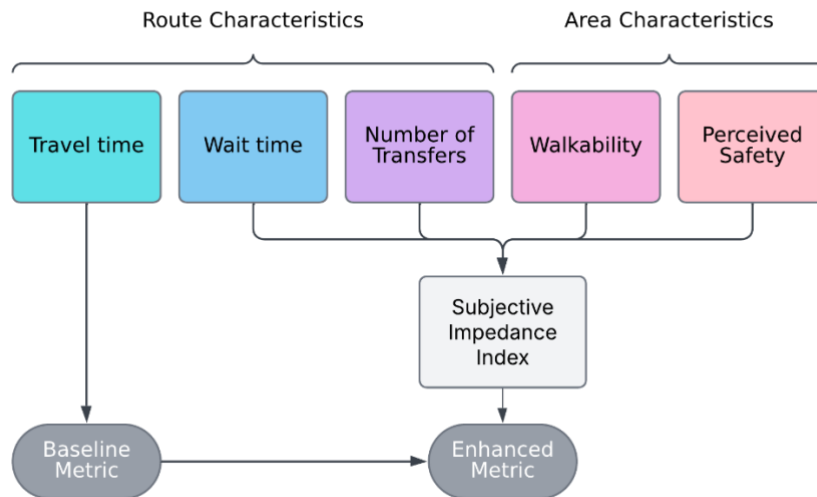 Route Characteristics
Area Characteristics
Travel time
Wait time
Number of
Transfers
Walkability
Perceived
Safety
Subjective
Impedance
Index
Baseline
Metric
Enhanced
Metric